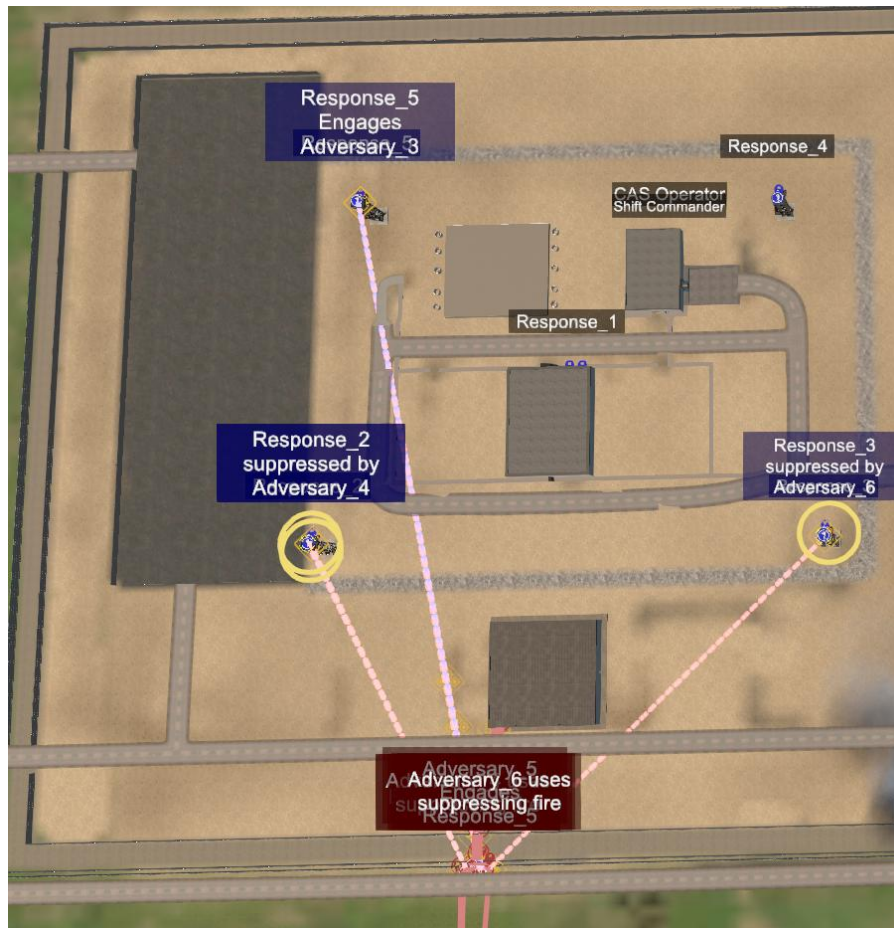 Response_5
Engages
Adversary_3
Response_4
CAS Operator
Shift Commander
Response_1
Response_2
suppressed by
Adversary_4
Response_3
suppressed by
Adversary_6
Adversary_5
Adversary_6 uses
Engages
suppressing fire
Response_5